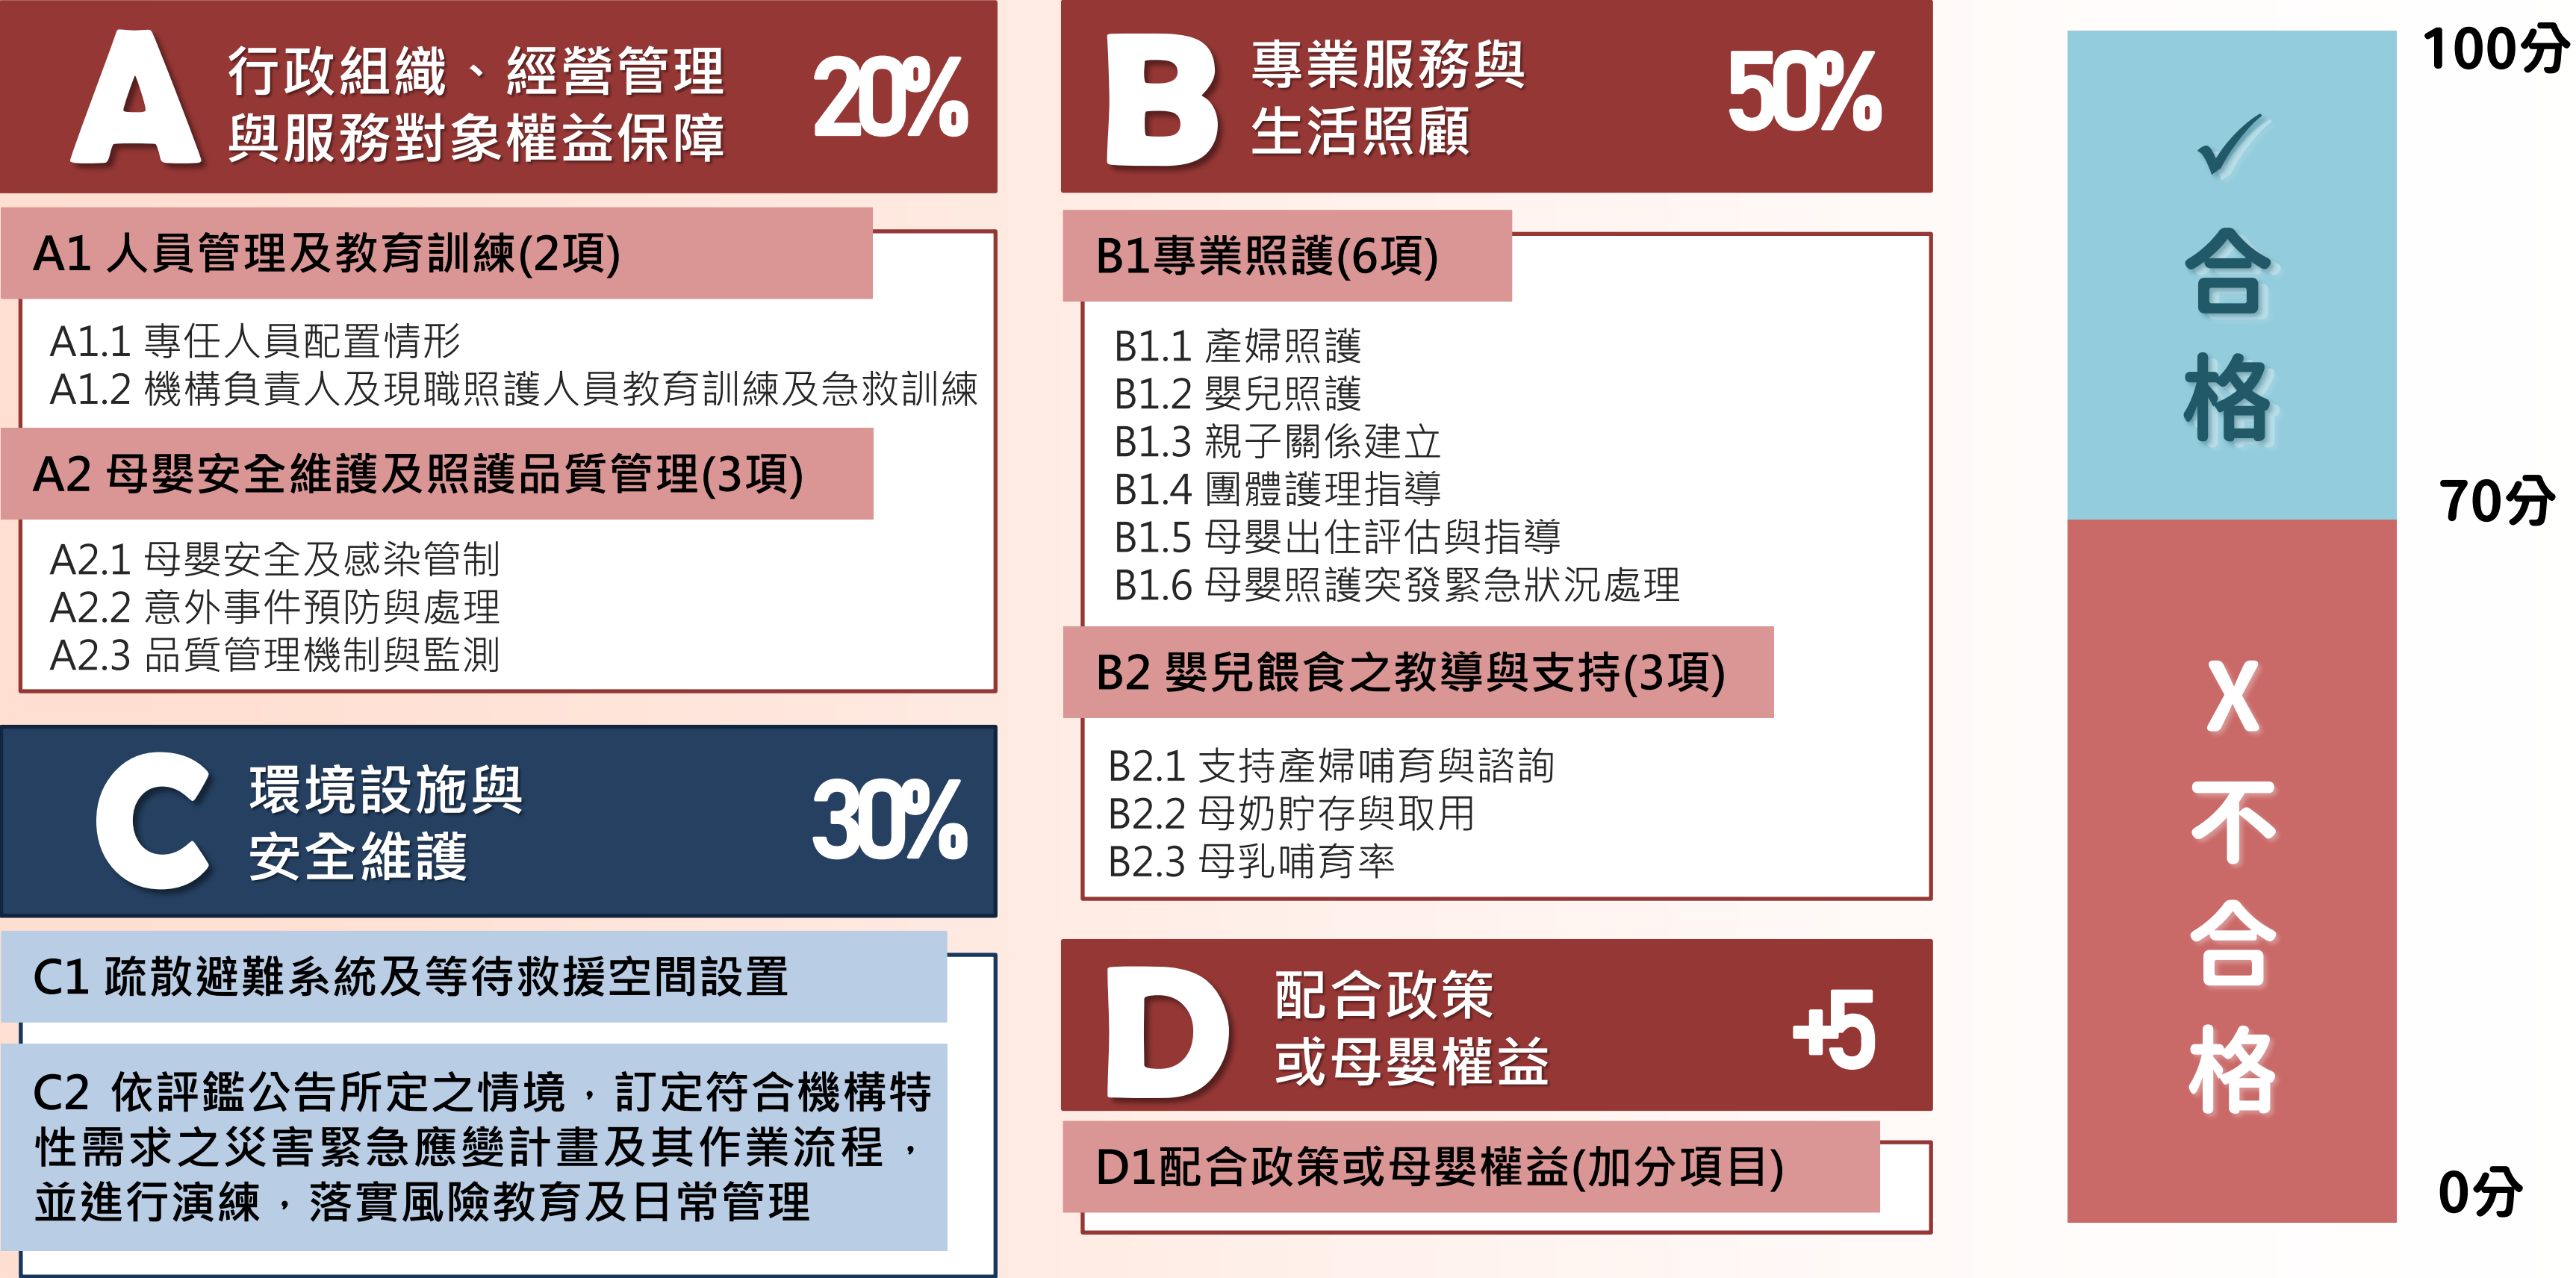 A
行政組織、經營管理
與服務對象權益保障
20%
A1 人員管理及教育訓練(2項)
A1.1 專任人員配置情形
A1.2 機構負責人及現職照護人員教育訓練及急救訓練
A2 母嬰安全維護及照護品質管理(3項)
A2.1 母嬰安全及感染管制
A2.2 意外事件預防與處理
A2.3 品質管理機制與監測
B
專業服務與
生活照顧
50%
B1專業照護(6項)
B1.1 產婦照護
B1.2 嬰兒照護
B1.3 親子關係建立
B1.4 團體護理指導
B1.5 母嬰出住評估與指導
B1.6 母嬰照護突發緊急狀況處理
B2 嬰兒餵食之教導與支持(3項)
B2.1 支持產婦哺育與諮詢
B2.2 母奶貯存與取用
B2.3 母乳哺育率
C
環境設施與
安全維護
30%
C1 疏散避難系統及等待救援空間設置
C2 依評鑑公告所定之情境，訂定符合機構特
性需求之災害緊急應變計畫及其作業流程，
並進行演練，落實風險教育及日常管理
D
配合政策
或母嬰權益
+5
D1配合政策或母嬰權益(加分項目)
100分
✓合格
70分
X不合格
0分